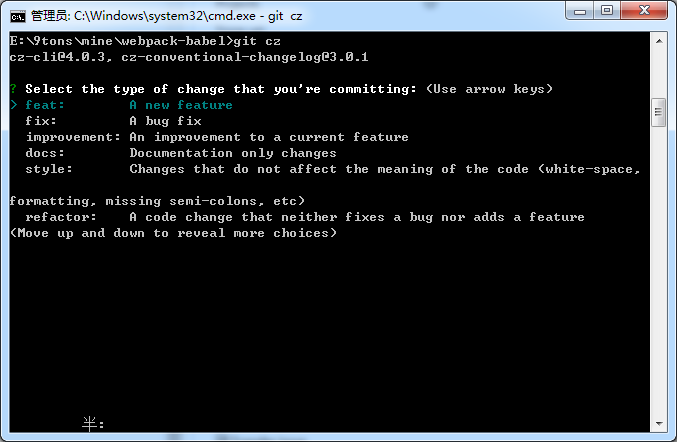 管理员: C:\Windows\system32\cmd.exe - git  cz
E:\9tons\mine\webpack-babel>git cz
cz-cli@4.0.3, cz-conventional-changelog@3.0.1
? Select the type of change that you're committing: (Use arrow keys)
> feat:        A new feature
fix:         A bug fix
improvement: An improvement to a current feature
docs:        Documentation only changes
style:       Changes that do not affect the meaning of the code (white-space,
formatting, missing semi-colons, etc)
refactor:    A code change that neither fixes a bug nor adds a feature
(Move up and down to reveal more choices)
半: